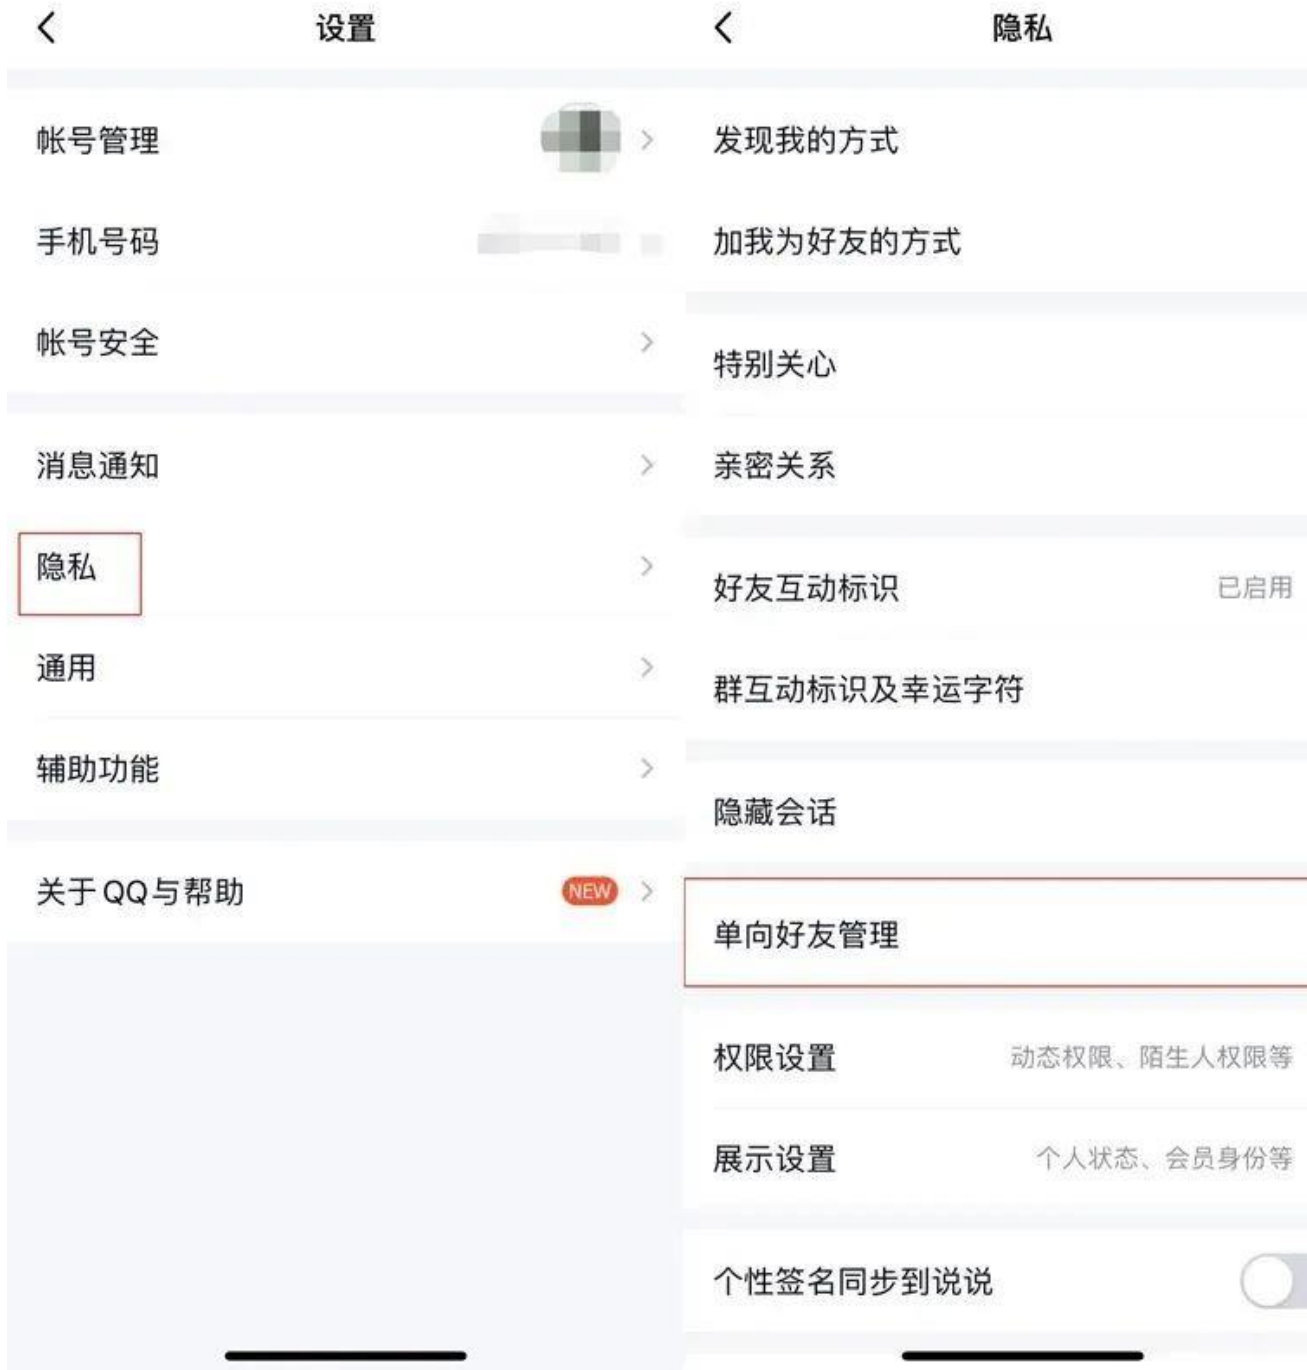 设置
帐号管理
手机号码
帐号安全
消息通知
隐私
通用
辅助功能
关于QQ与帮助 NEW
隐私
发现我的方式
加我为好友的方式
特别关心
亲密关系
好友互动标识 已启用
群互动标识及幸运字符
隐藏会话
单向好友管理
权限设置 动态权限、陌生人权限等
展示设置 个人状态、会员身份等
个性签名同步到说说